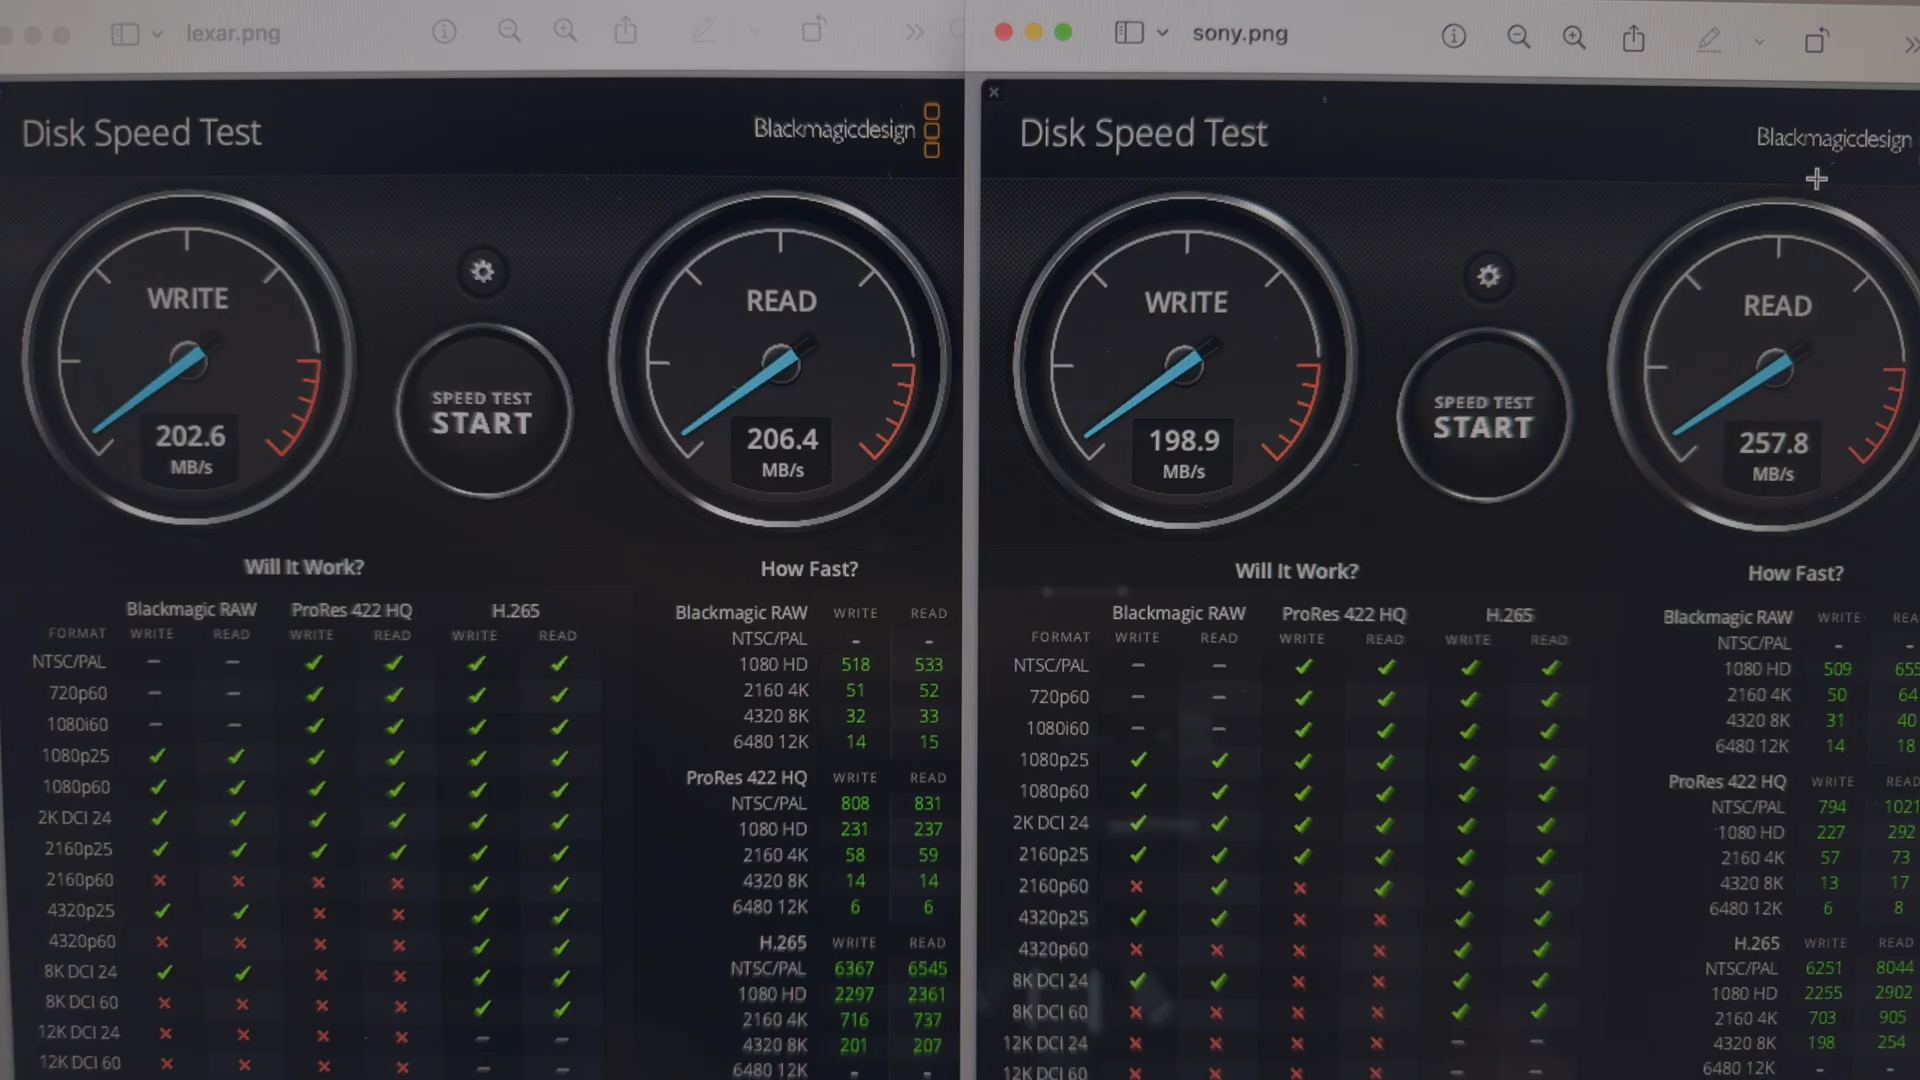 lexar.png
Disk Speed Test
Blackmagicdesign
WRITE
202.6
MB/s
SPEED TEST
START
READ
206.4
MB/s
Will It Work?
Blackmagic RAW ProRes 422 HQ H.265
FORMAT WRITE READ WRITE READ WRITE READ
NTSC/PAL – – ✓ ✓ ✓ ✓
720p60 – – ✓ ✓ ✓ ✓
1080i60 – – ✓ ✓ ✓ ✓
1080p25 ✓ ✓ ✓ ✓ ✓ ✓
1080p60 ✓ ✓ ✓ ✓ ✓ ✓
2K DCI 24 ✓ ✓ ✓ ✓ ✓ ✓
2160p25 ✓ ✓ ✓ ✓ ✓ ✓
2160p60 ✗ ✗ ✗ ✗ ✓ ✓
4320p25 ✓ ✓ ✗ ✗ ✓ ✓
4320p60 ✗ ✗ ✗ ✗ ✓ ✓
8K DCI 24 ✓ ✓ ✗ ✗ ✓ ✓
8K DCI 60 ✗ ✗ ✗ ✗ ✓ ✓
12K DCI 24 ✗ ✗ ✗ ✗ – –
12K DCI 60 ✗ ✗ ✗ ✗ – –
How Fast?
Blackmagic RAW WRITE READ
NTSC/PAL - -
1080 HD 518 533
2160 4K 51 52
4320 8K 32 33
6480 12K 14 15
ProRes 422 HQ WRITE READ
NTSC/PAL 808 831
1080 HD 231 237
2160 4K 58 59
4320 8K 14 14
6480 12K 6 6
H.265 WRITE READ
NTSC/PAL 6367 6545
1080 HD 2297 2361
2160 4K 716 737
4320 8K 201 207
6480 12K - -
sony.png
Disk Speed Test
Blackmagicdesign
WRITE
198.9
MB/s
SPEED TEST
START
READ
257.8
MB/s
Will It Work?
Blackmagic RAW ProRes 422 HQ H.265
FORMAT WRITE READ WRITE READ WRITE READ
NTSC/PAL – – ✓ ✓ ✓ ✓
720p60 – – ✓ ✓ ✓ ✓
1080i60 – – ✓ ✓ ✓ ✓
1080p25 ✓ ✓ ✓ ✓ ✓ ✓
1080p60 ✓ ✓ ✓ ✓ ✓ ✓
2K DCI 24 ✓ ✓ ✓ ✓ ✓ ✓
2160p25 ✓ ✓ ✓ ✓ ✓ ✓
2160p60 ✗ ✓ ✗ ✓ ✓ ✓
4320p25 ✓ ✓ ✗ ✗ ✓ ✓
4320p60 ✗ ✗ ✗ ✗ ✓ ✓
8K DCI 24 ✓ ✓ ✗ ✗ ✓ ✓
8K DCI 60 ✗ ✗ ✗ ✗ ✓ ✓
12K DCI 24 ✗ ✗ ✗ ✗ – –
12K DCI 60 ✗ ✗ ✗ ✗ – –
How Fast?
Blackmagic RAW WRITE REA
NTSC/PAL - -
1080 HD 509 655
2160 4K 50 64
4320 8K 31 40
6480 12K 14 18
ProRes 422 HQ WRITE READ
NTSC/PAL 794 1021
1080 HD 227 292
2160 4K 57 73
4320 8K 13 17
6480 12K 6 8
H.265 WRITE READ
NTSC/PAL 6251 8044
1080 HD 2255 2902
2160 4K 703 905
4320 8K 198 254
6480 12K - -